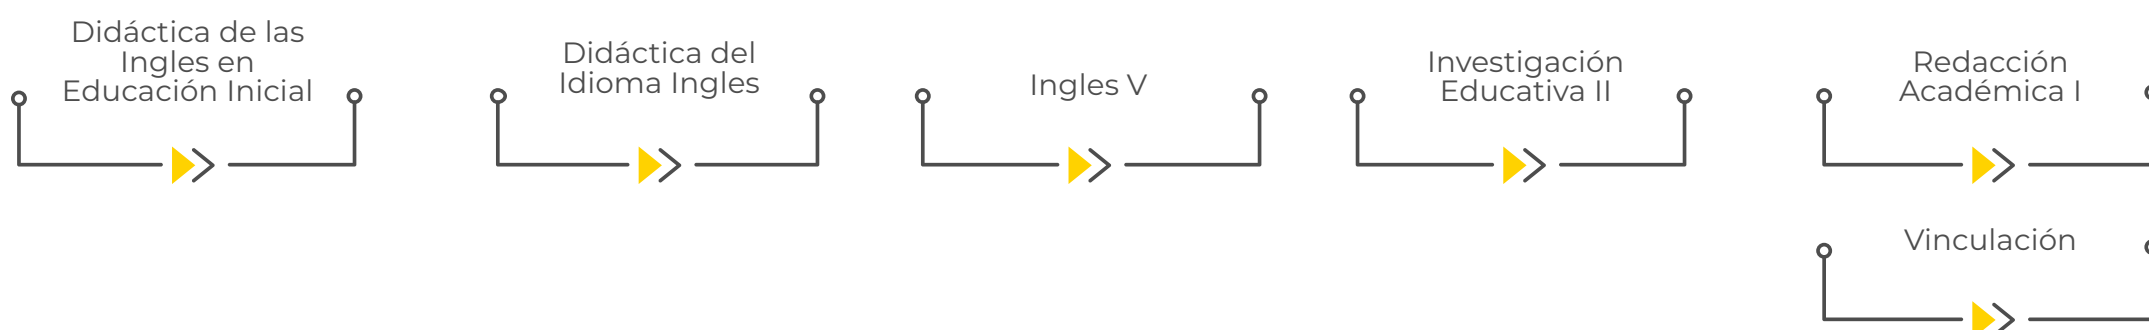 Didáctica de las
Ingles en
Educación Inicial
Didáctica del
Idioma Ingles
Ingles V
Investigación
Educativa II
Redacción
Académica I
Vinculación